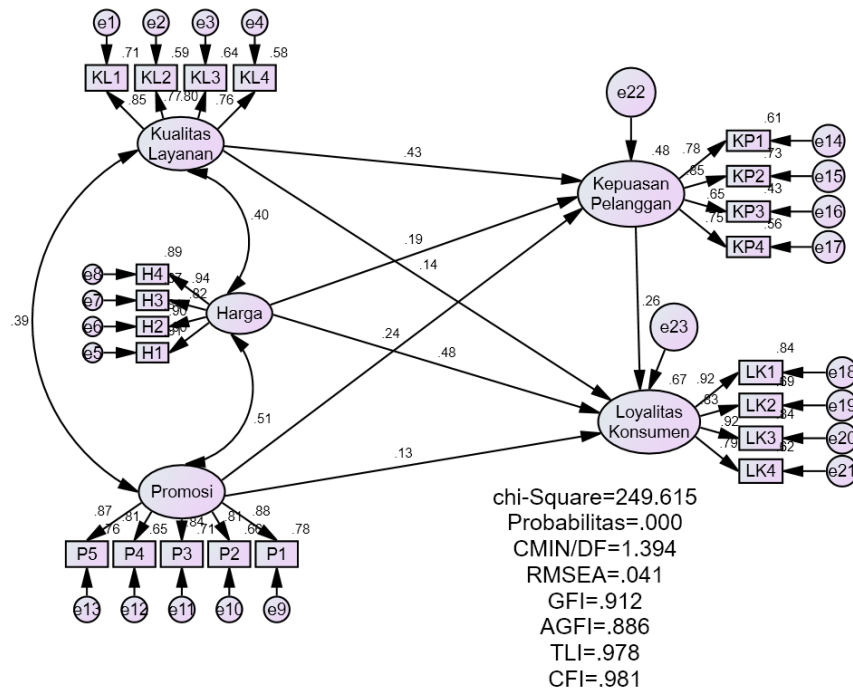 e1 e2 e3 e4
.71 .59 .64 .58
KL1 KL2 KL3 KL4
.85 .77 .80 .76
Kualitas
Layanan
e22
.43
.48
Kepuasan
Pelanggan
.61
.78 KP1 e14
.73
.85 KP2 e15
.43
.65 KP3 e16
.56
.75 KP4 e17
.40
.19
.14
.39
.89
e8 H4 .94
e7 H3 .82
e6 H2 .90
e5 H1
Harga
.24
.48
.26
e23
.51
.13
.67
Loyalitas
Konsumen
.84
.92 LK1 e18
.69
.83 LK2 e19
.84
.92 LK3 e20
.62
.79 LK4 e21
Promosi
.87 .81 .84 .81 .88
.76 .65 .71 .66 .78
P5 P4 P3 P2 P1
e13 e12 e11 e10 e9
chi-Square=249.615
Probabilitas=.000
CMIN/DF=1.394
RMSEA=.041
GFI=.912
AGFI=.886
TLI=.978
CFI=.981